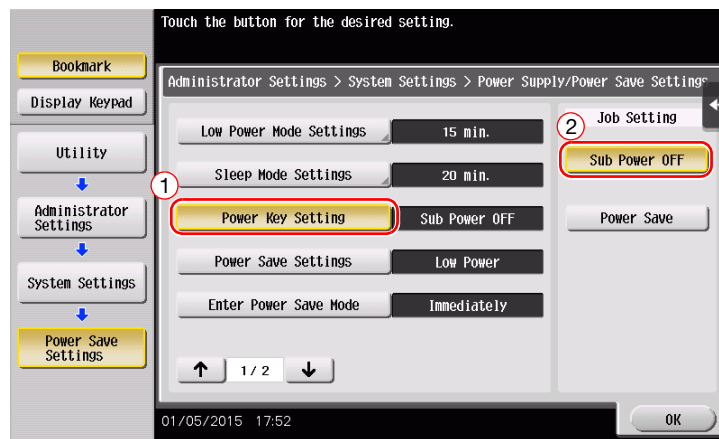 Touch the button for the desired setting.
Bookmark
Display Keypad
Utility
Administrator
Settings
System Settings
Power Save
Settings
Administrator Settings > System Settings > Power Supply/Power Save Settings
1
Low Power Mode Settings 15 min.
Sleep Mode Settings 20 min.
Power Key Setting Sub Power OFF
Power Save Settings Low Power
Enter Power Save Mode Immediately
↑ 1/ 2 ↓
2
Job Setting
Sub Power OFF
Power Save
01/05/2015 17:52
OK